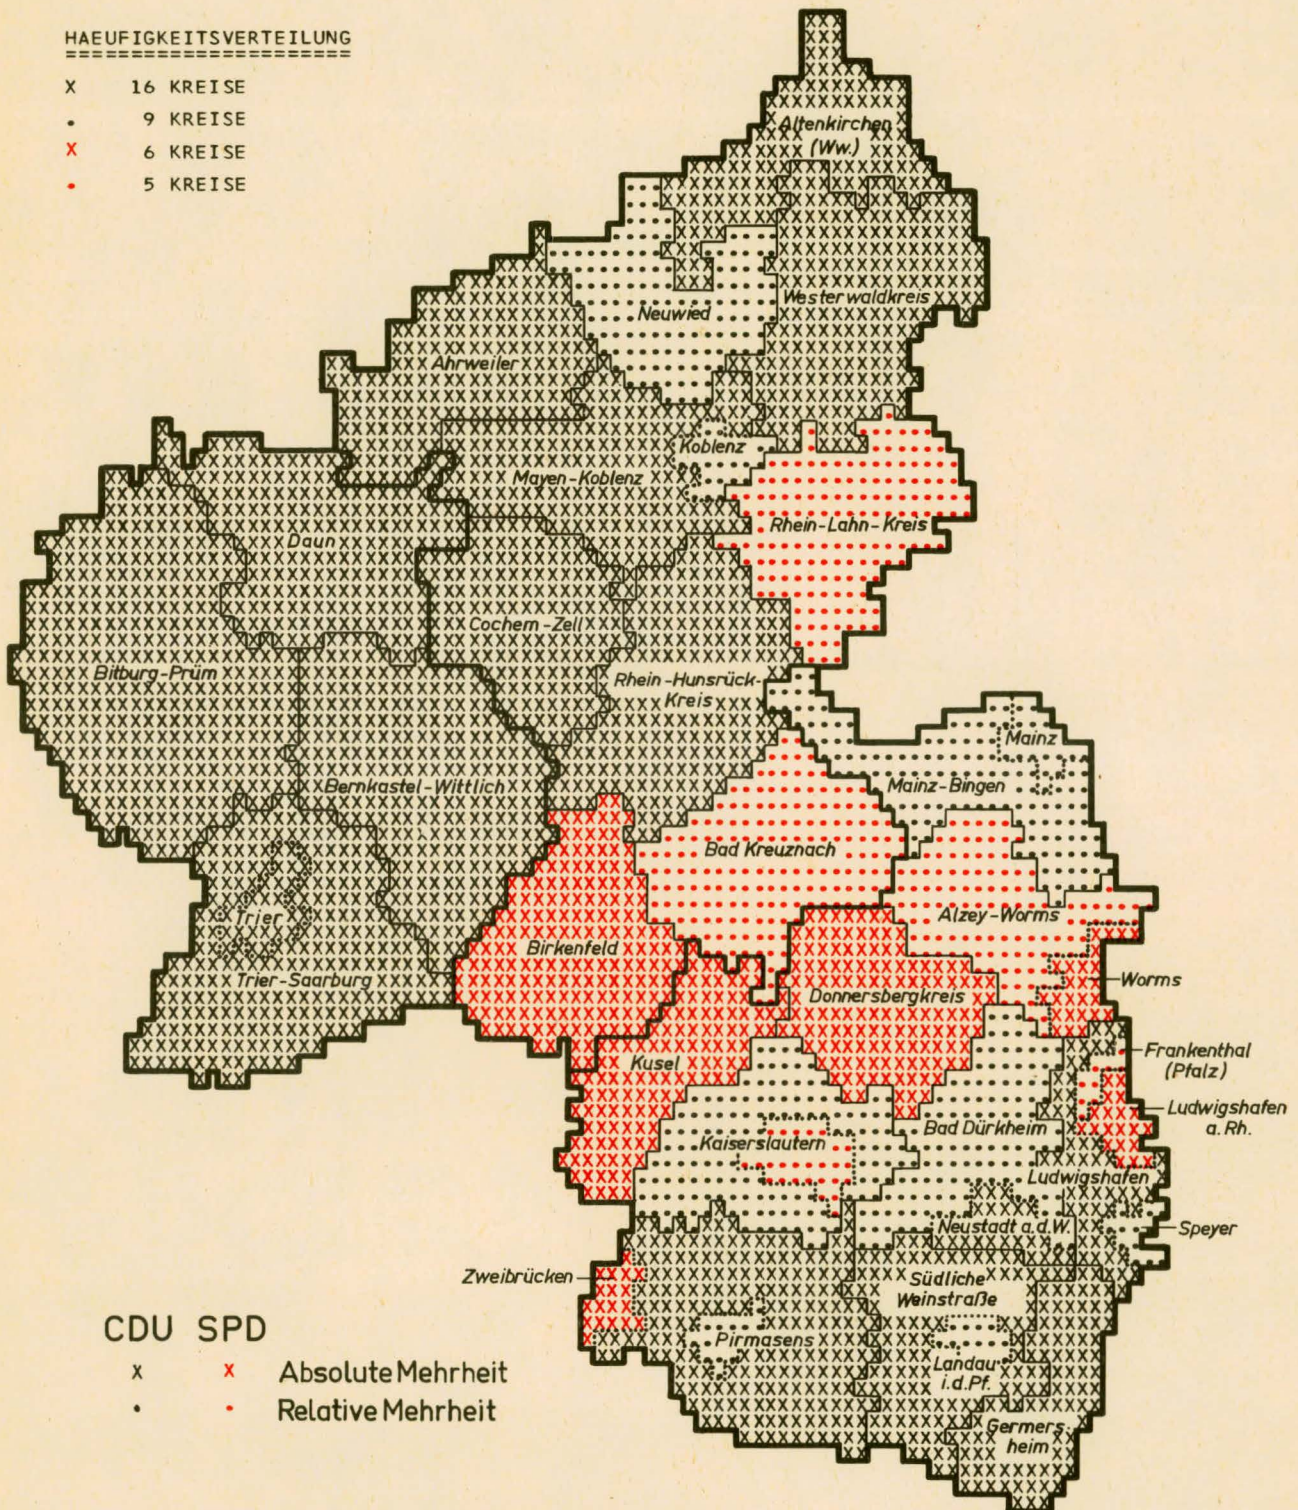 HAEUFIGKEITSVERTEILUNG
X 16 KREISE
. 9 KREISE
X 6 KREISE
. 5 KREISE
Altenkirchen
(Ww.)
Neuwied
Westerwaldkreis
Ahrweiler
Koblenz
Mayen-Koblenz
Rhein-Lahn-Kreis
Daun
Cochem-Zell
Bitburg-Prüm
Rhein-Hunsrück-
Kreis
Mainz
Mainz-Bingen
Bernkastel-Wittlich
Bad Kreuznach
Alzey-Worms
Trier
Birkenfeld
Trier-Saarburg
Donnersbergkreis
Worms
Kusel
Frankenthal
(Pfalz)
Ludwigshafen
a. Rh.
Kaiserslautern
Bad Dürkheim
Ludwigshafen
Neustadt a.d.W.
Speyer
Zweibrücken
Südliche
Weinstraße
Pirmasens
Landau
i.d.Pf.
Germers-
heim
CDU SPD
X X Absolute Mehrheit
. . Relative Mehrheit